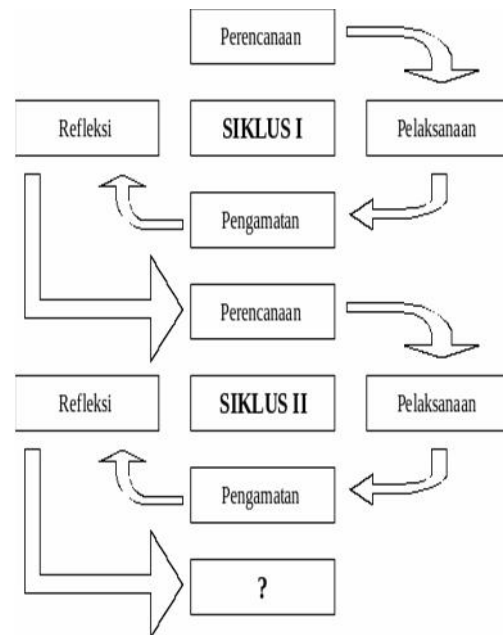 Perencanaan
Refleksi
SIKLUS I
Pelaksanaan
Pengamatan
Perencanaan
Refleksi
SIKLUS II
Pelaksanaan
Pengamatan
?